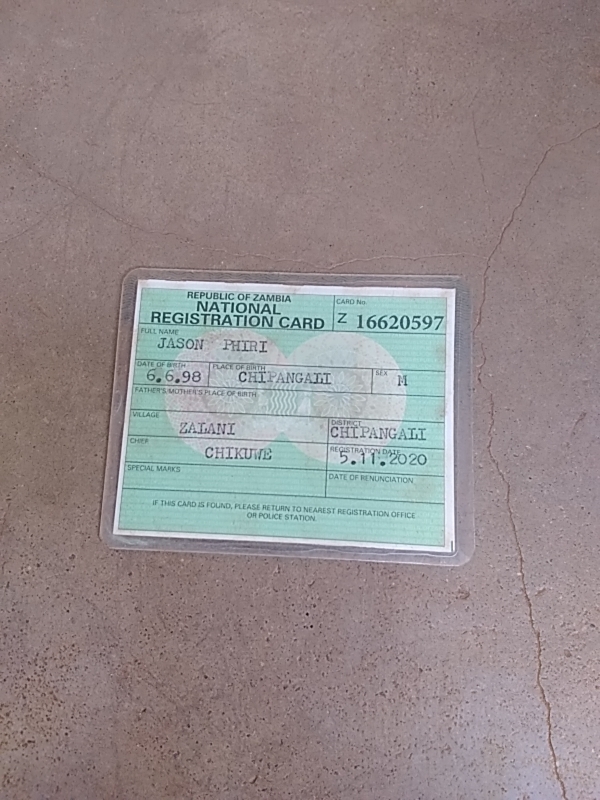 REPUBLIC OF ZAMBIA
NATIONAL
REGISTRATION CARD
CARD No.
Z 16620597
FULL NAME
JASON PHIRI
DATE OF BIRTH
6.6.98
PLACE OF BIRTH
CHIPANGALI
SEX
M
FATHER'S/MOTHER'S PLACE OF BIRTH
VILLAGE
ZALANI
DISTRICT
CHIPANGALI
CHIEF
CHIKUWE
REGISTRATION DATE
5.11.2020
SPECIAL MARKS
DATE OF RENUNCIATION
IF THIS CARD IS FOUND, PLEASE RETURN TO NEAREST REGISTRATION OFFICE
OR POLICE STATION.